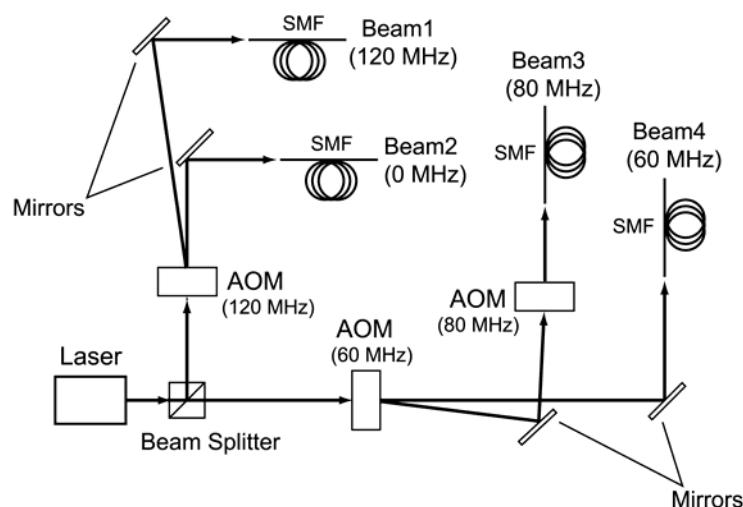 SMF
Beam1
(120 MHz)
SMF
Beam2
(0 MHz)
Beam3
(80 MHz)
SMF
Beam4
(60 MHz)
SMF
Mirrors
AOM
(120 MHz)
AOM
(60 MHz)
AOM
(80 MHz)
Laser
Beam Splitter
Mirrors